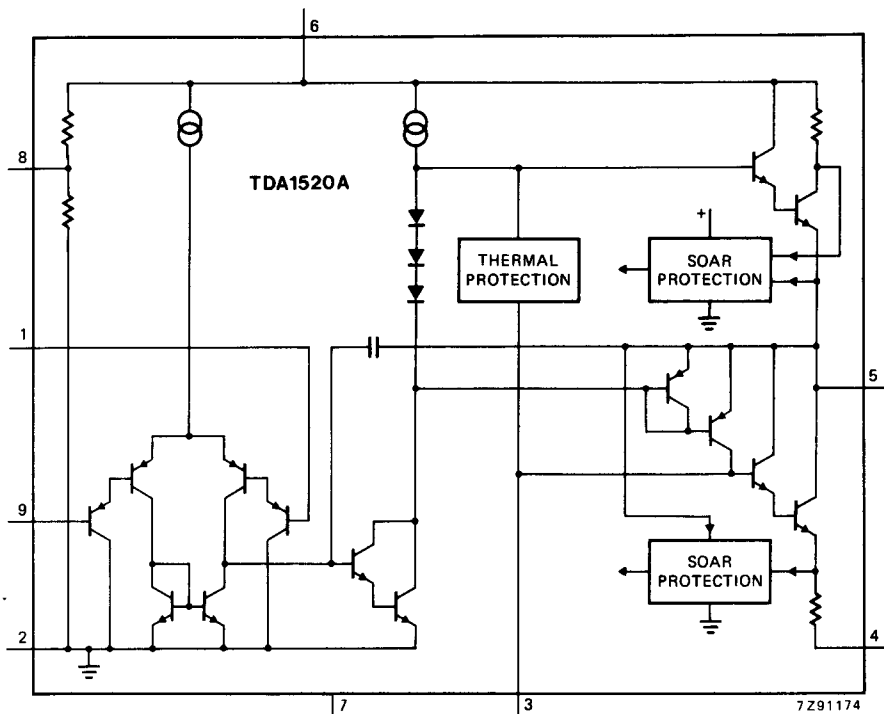 6
8
TDA1520A
+
THERMAL
PROTECTION
SOAR
PROTECTION
1
5
9
SOAR
PROTECTION
2
4
7
3
7Z91174